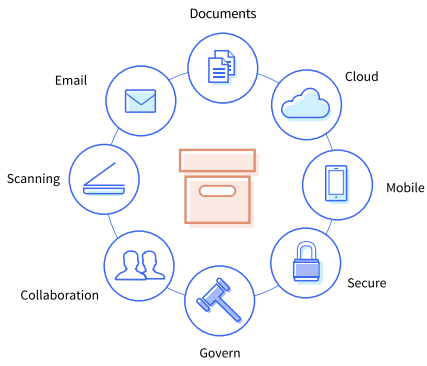 Documents
Cloud
Mobile
Secure
Govern
Collaboration
Scanning
Email